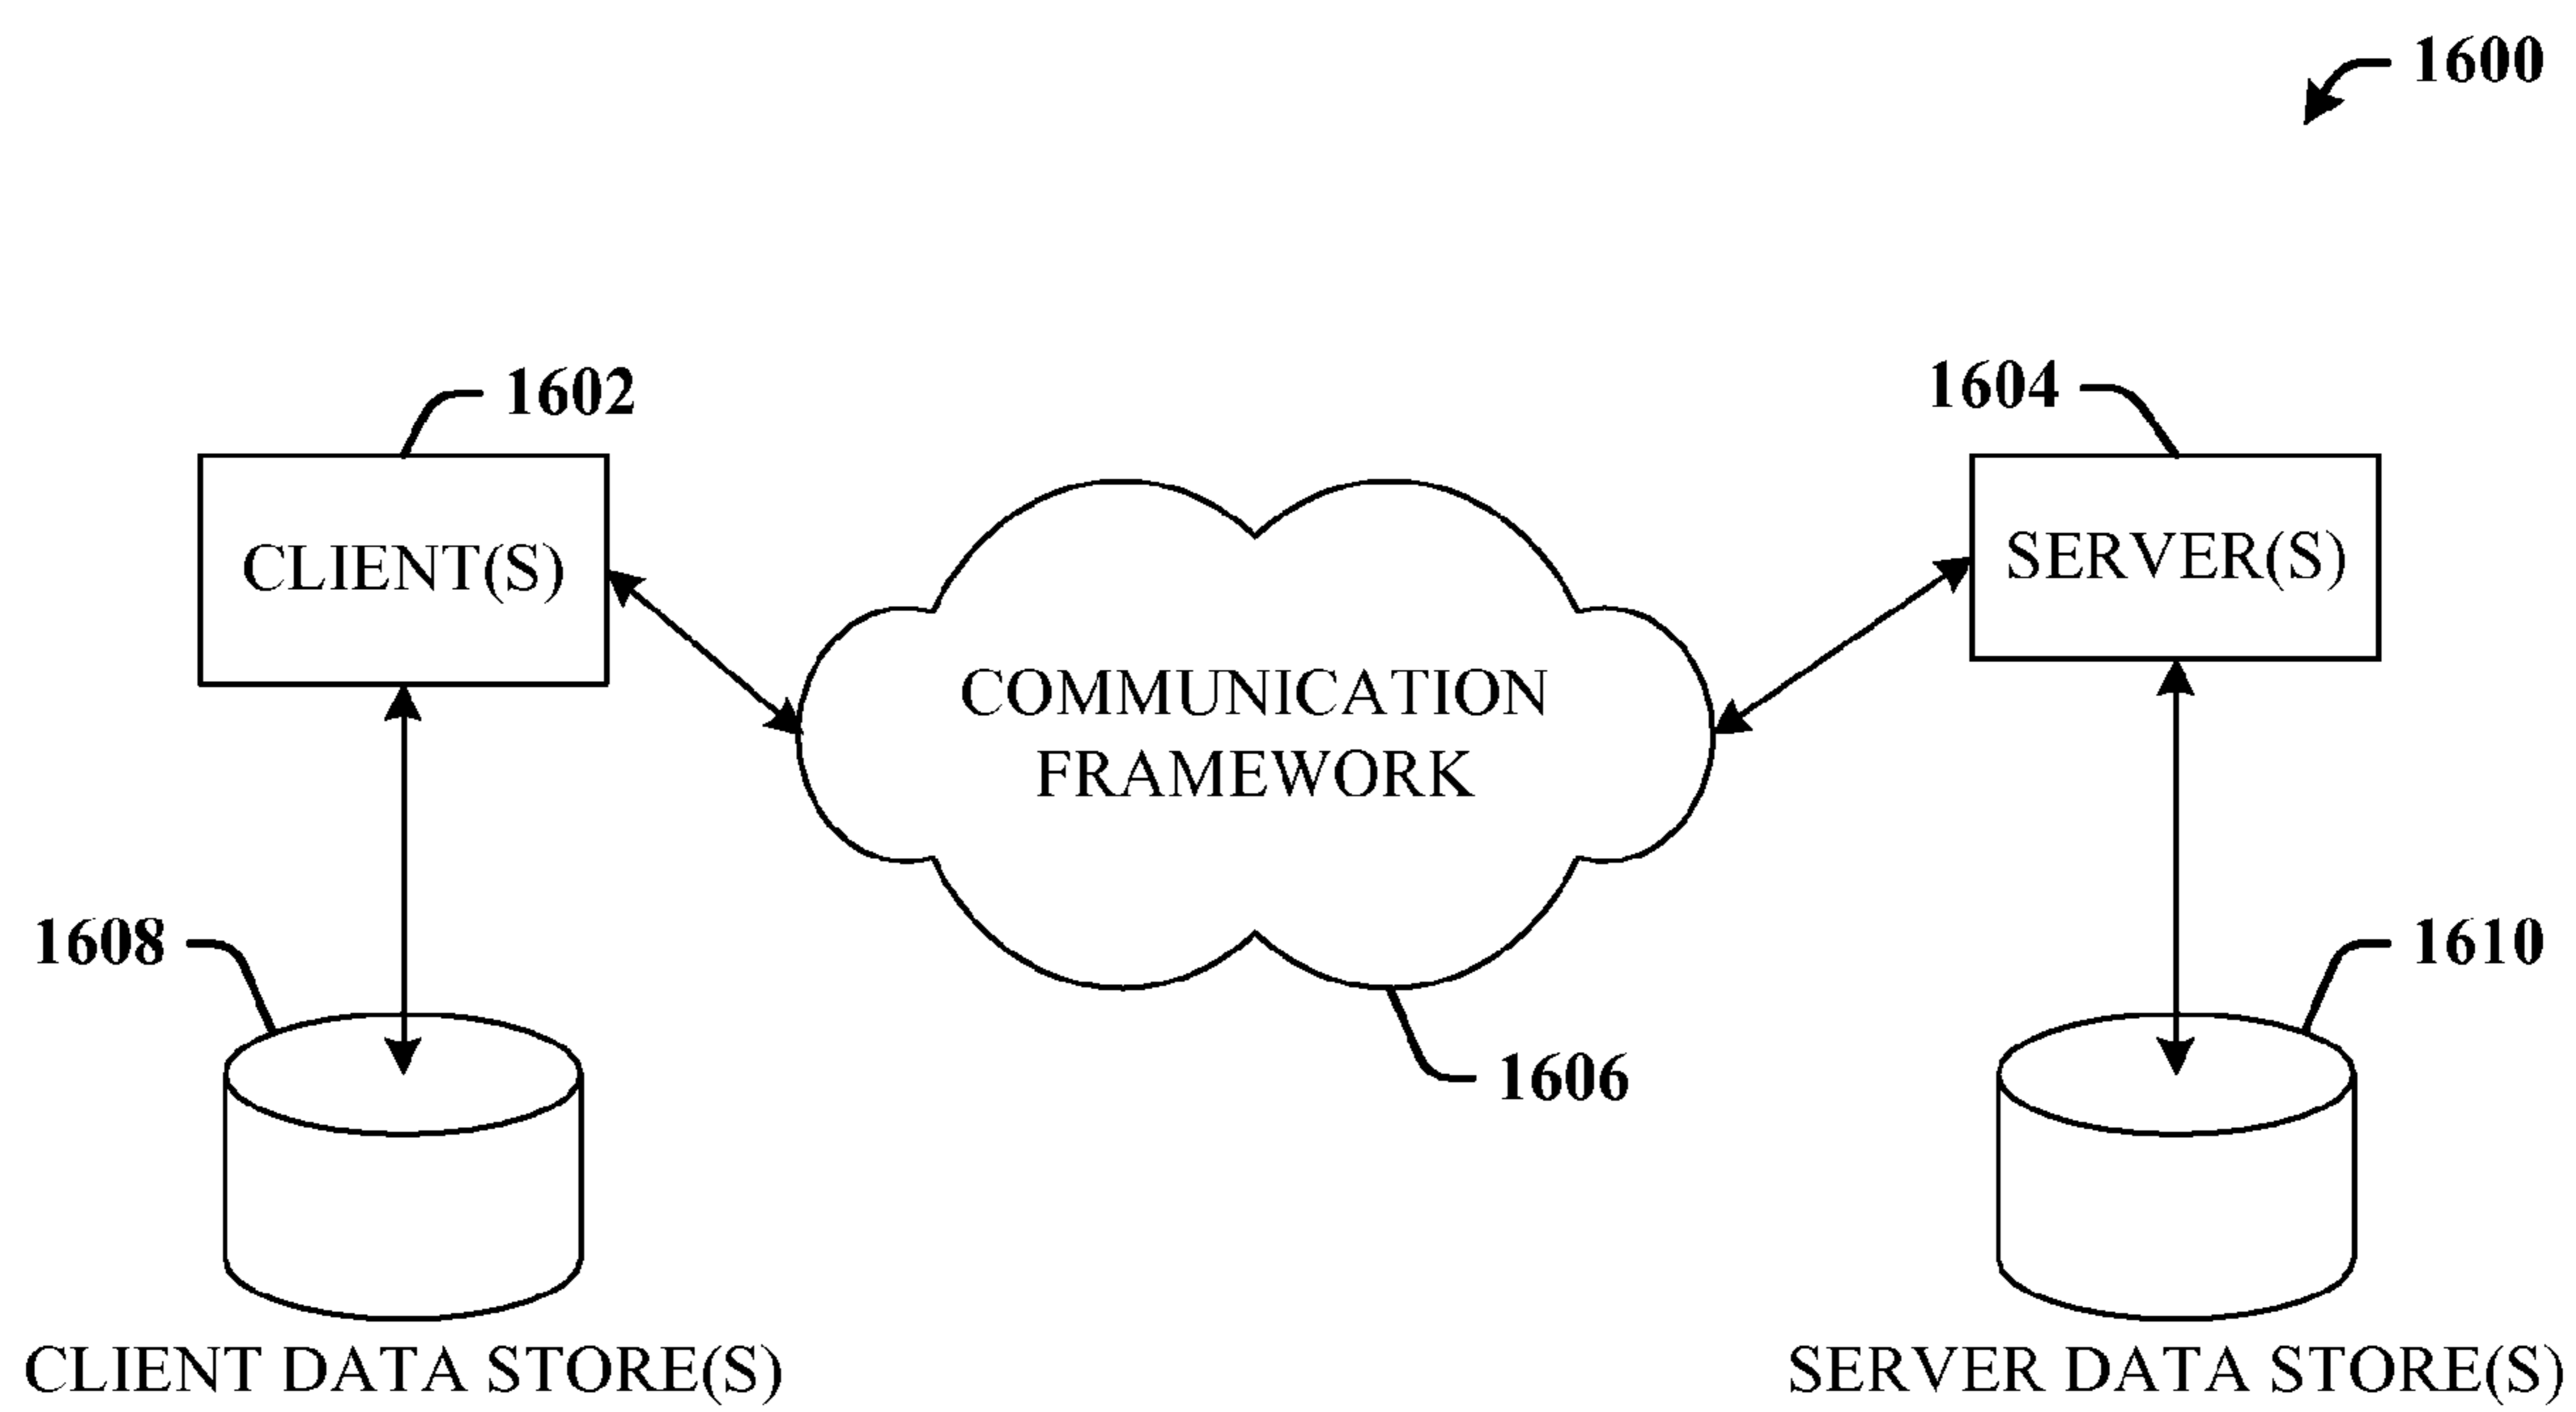 1600
1602
1604
CLIENT(S)
SERVER(S)
COMMUNICATION
FRAMEWORK
1608
1610
1606
CLIENT DATA STORE(S)
SERVER DATA STORE(S)